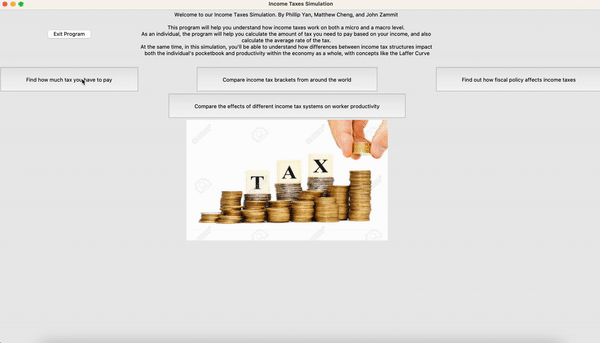 Income Taxes Simulation
Welcome to our Income Taxes Simulation. By Phillip Yan, Matthew Cheng, and John Zammit
This program will help you understand how income taxes work on both a micro and a macro level.
As an individual, the program will help you calculate the amount of tax you need to pay based on your income, and also
calculate the average rate of the tax.
At the same time, in this simulation, you'll be able to understand how differences between income tax structures impact
both the individual's pocketbook and productivity within the economy as a whole, with concepts like the Laffer Curve
Exit Program
Find how much tax you have to pay
Compare income tax brackets from around the world
Find out how fiscal policy affects income taxes
Compare the effects of different income tax systems on worker productivity
T A X